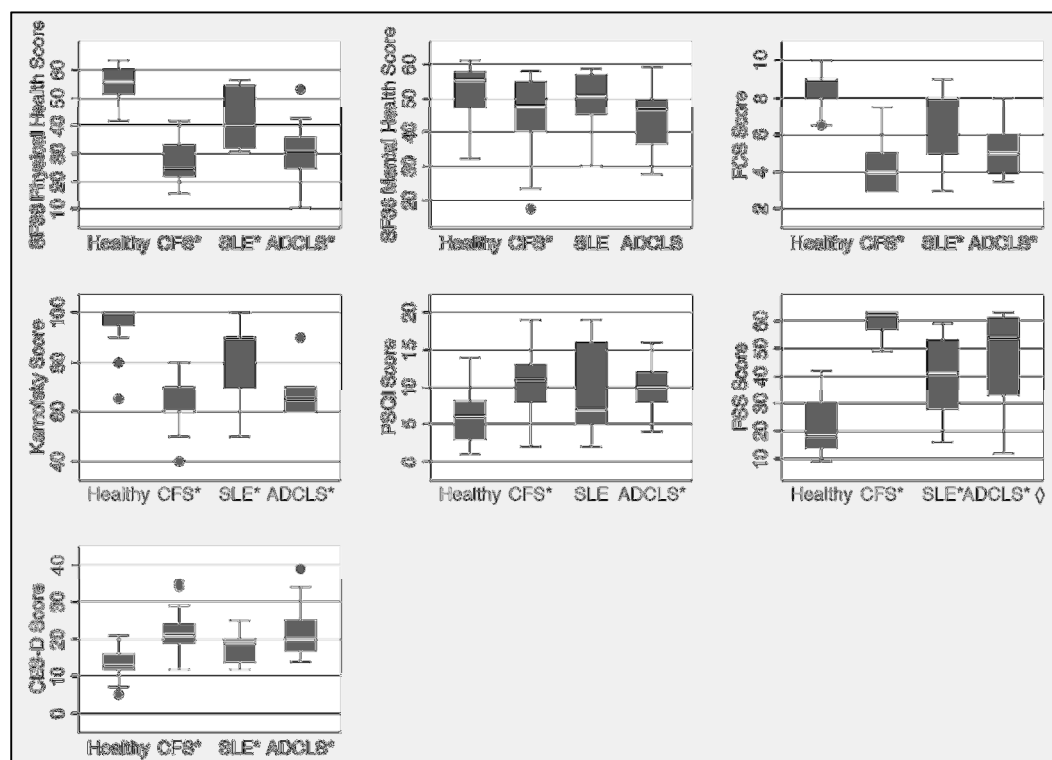 SF36 Physical Health Score
60
50
40
30
20
10
Healthy CFS* SLE* ADCLS*
SF36 Mental Health Score
60
50
40
30
20
Healthy CFS* SLE ADCLS
Score
10
8
6
4
2
Healthy CFS* SLE* ADCLS*
Karnofsky Score
100
80
60
40
Healthy CFS* SLE* ADCLS*
PSQI Score
20
15
10
5
0
Healthy CFS* SLE ADCLS*
FSS Score
60
50
40
30
20
10
Healthy CFS* SLE* ADCLS* ◊
CES-D Score
40
30
20
10
0
Healthy CFS* SLE* ADCLS*